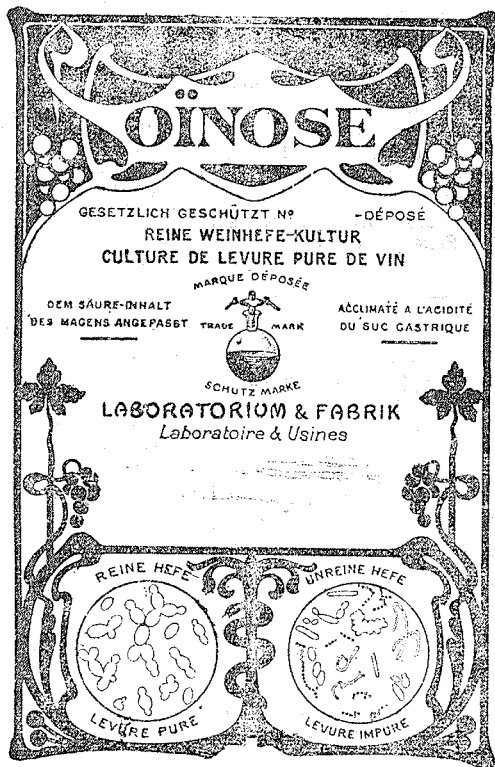 OÏNOSE
GESETZLICH GESCHÜTZT Nº -DÉPOSÉ
REINE WEINHEFE-KULTUR
CULTURE DE LEVURE PURE DE VIN
MARQUE DÉPOSÉE
DEM SÄURE-INHALT
DES MAGENS ANGEPASST
TRADE MARK
ACCLIMATÉ A L'ACIDITÉ
DU SUC GASTRIQUE
SCHUTZ MARKE
LABORATORIUM & FABRIK
Laboratoire & Usines
REINE HEFE
UNREINE HEFE
LEVURE PURE
LEVURE IMPURE